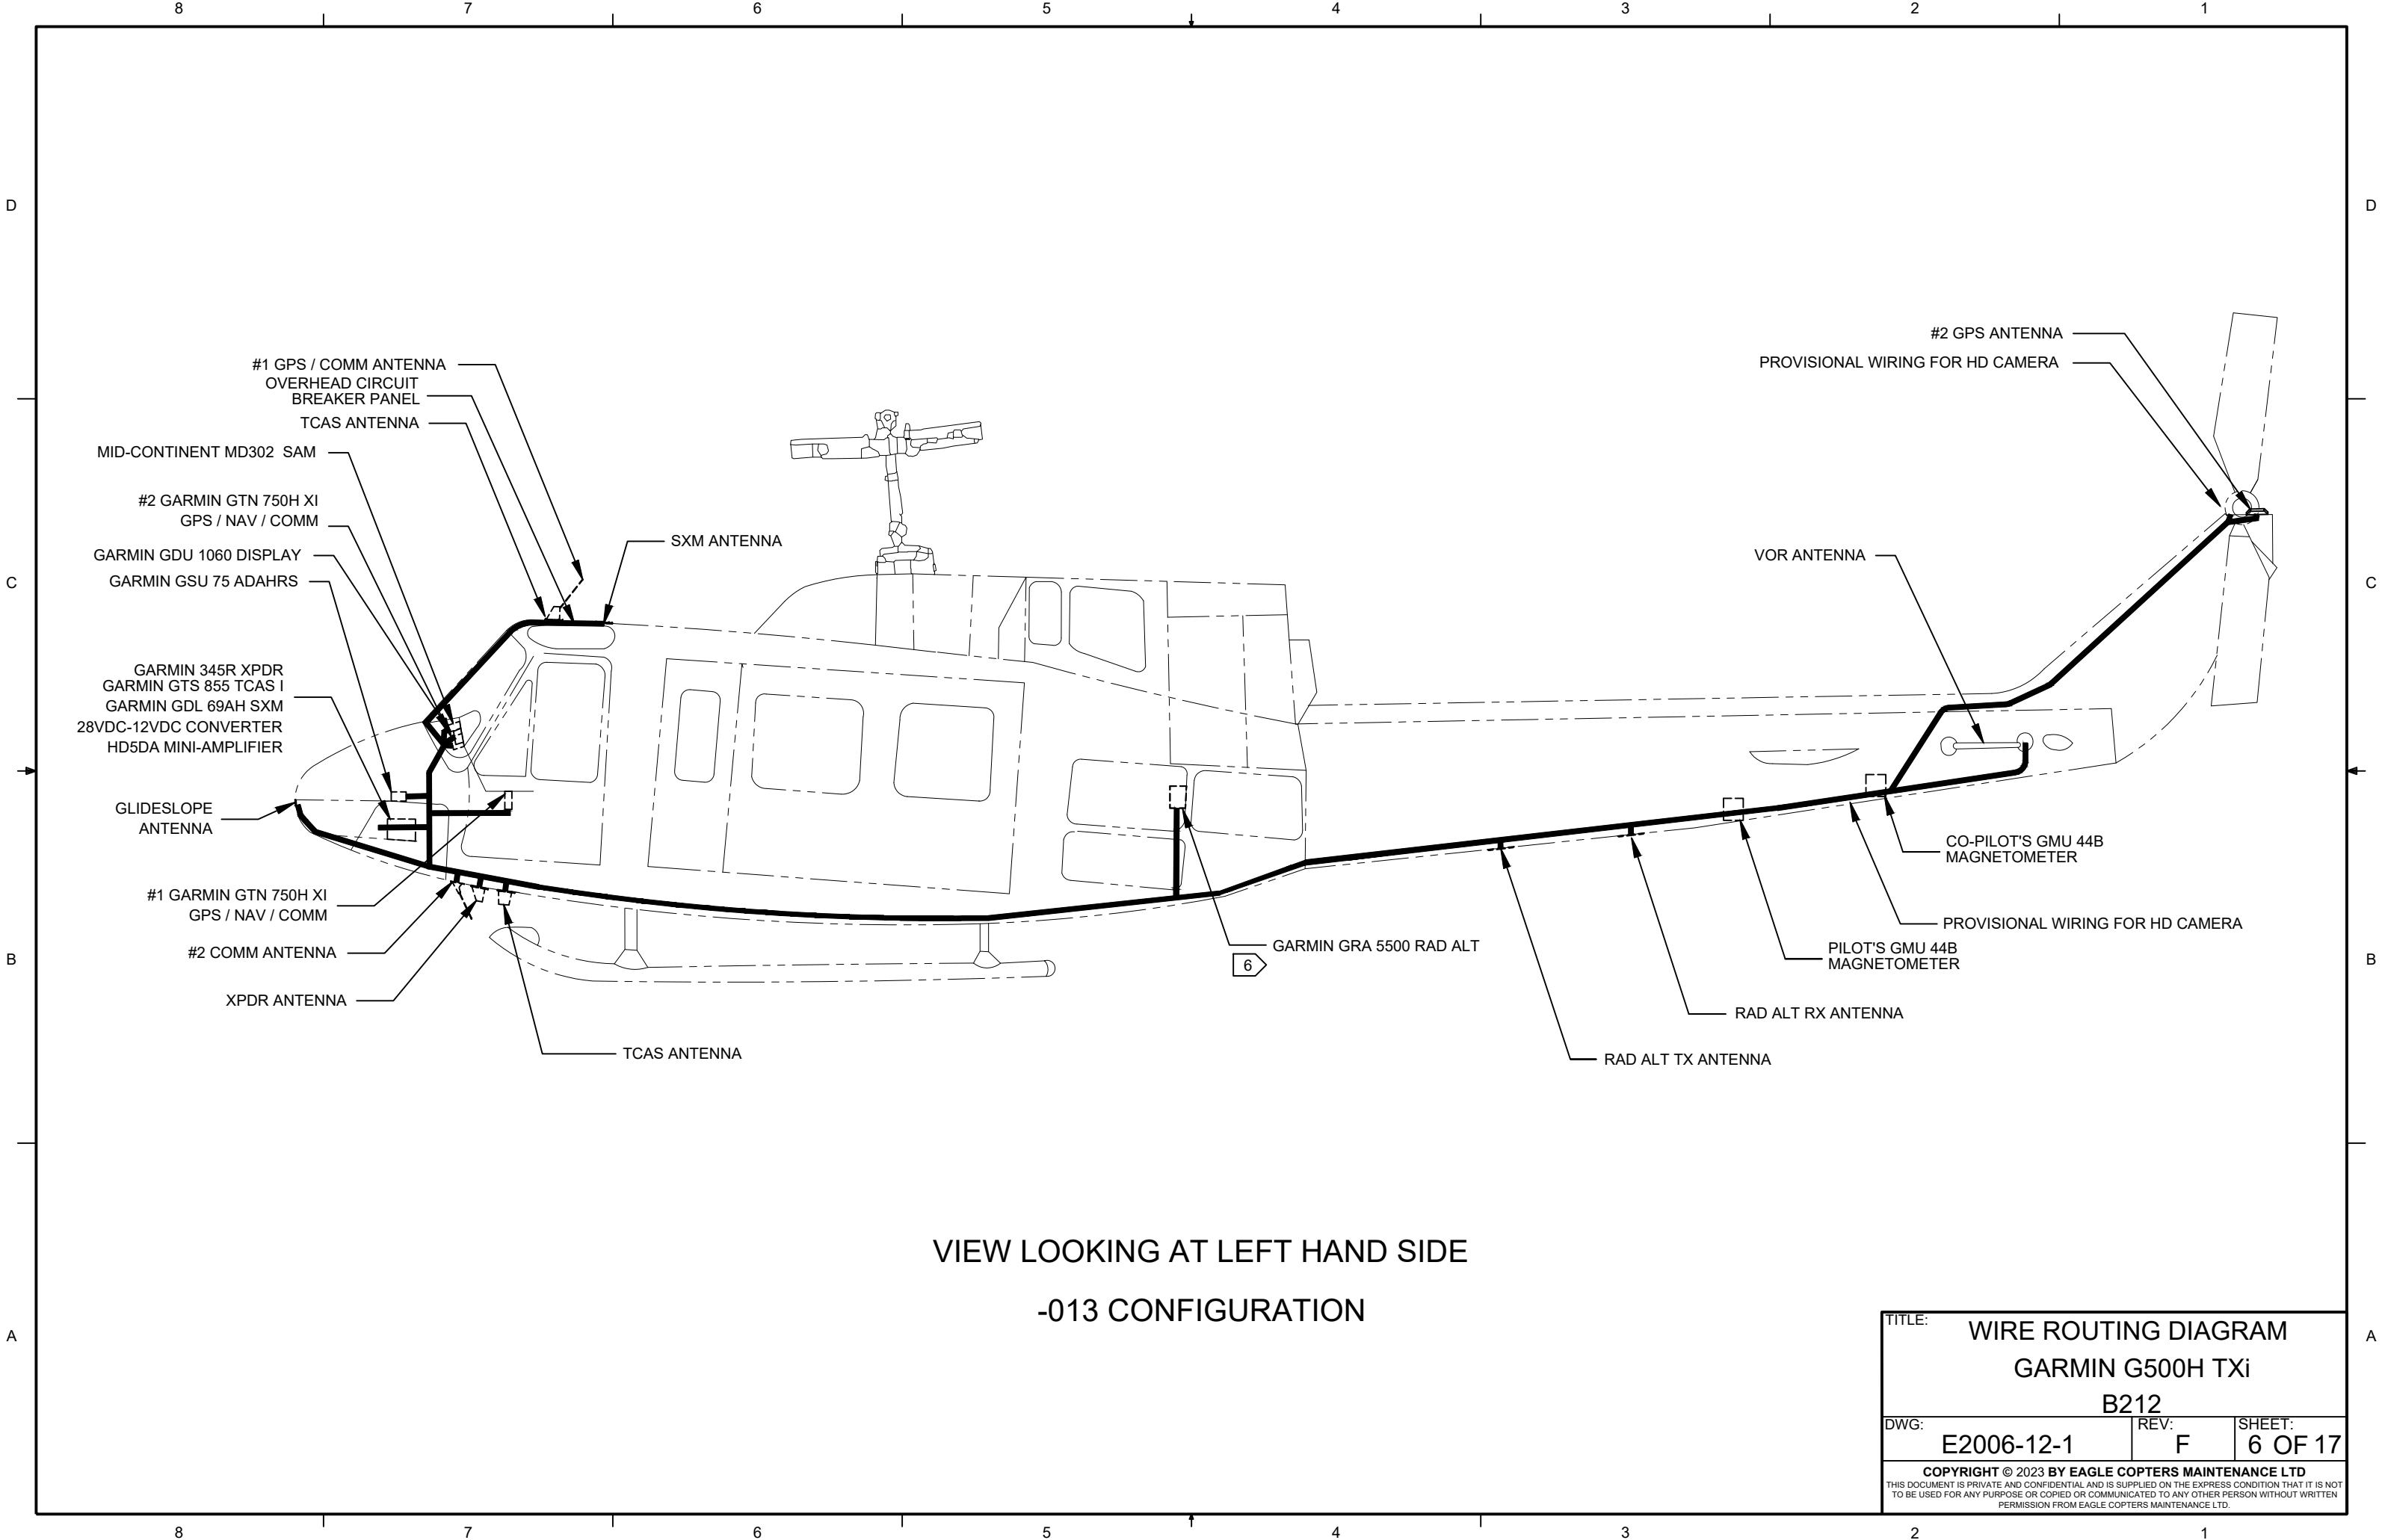 8 7 6 5 4 3 2 1
D
D
C
C
B
B
A
A
#1 GPS / COMM ANTENNA
OVERHEAD CIRCUIT
BREAKER PANEL
TCAS ANTENNA
MID-CONTINENT MD302 SAM
#2 GARMIN GTN 750H XI
GPS / NAV / COMM
GARMIN GDU 1060 DISPLAY
GARMIN GSU 75 ADAHRS
GARMIN 345R XPDR
GARMIN GTS 855 TCAS I
GARMIN GDL 69AH SXM
28VDC-12VDC CONVERTER
HD5DA MINI-AMPLIFIER
GLIDESLOPE
ANTENNA
#1 GARMIN GTN 750H XI
GPS / NAV / COMM
#2 COMM ANTENNA
XPDR ANTENNA
TCAS ANTENNA
SXM ANTENNA
GARMIN GRA 5500 RAD ALT
6
#2 GPS ANTENNA
PROVISIONAL WIRING FOR HD CAMERA
VOR ANTENNA
CO-PILOT'S GMU 44B
MAGNETOMETER
PROVISIONAL WIRING FOR HD CAMERA
PILOT'S GMU 44B
MAGNETOMETER
RAD ALT RX ANTENNA
RAD ALT TX ANTENNA
VIEW LOOKING AT LEFT HAND SIDE
-013 CONFIGURATION
TITLE:
WIRE ROUTING DIAGRAM
GARMIN G500H TXi
B212
DWG:
E2006-12-1
REV:
F
SHEET:
6 OF 17
COPYRIGHT © 2023 BY EAGLE COPTERS MAINTENANCE LTD
THIS DOCUMENT IS PRIVATE AND CONFIDENTIAL AND IS SUPPLIED ON THE EXPRESS CONDITION THAT IT IS NOT
TO BE USED FOR ANY PURPOSE OR COPIED OR COMMUNICATED TO ANY OTHER PERSON WITHOUT WRITTEN
PERMISSION FROM EAGLE COPTERS MAINTENANCE LTD.
8 7 6 5 4 3 2 1